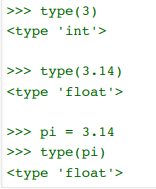 >>> type(3)
<type 'int'>
>>> type(3.14)
<type 'float'>
>>> pi = 3.14
>>> type(pi)
<type 'float'>